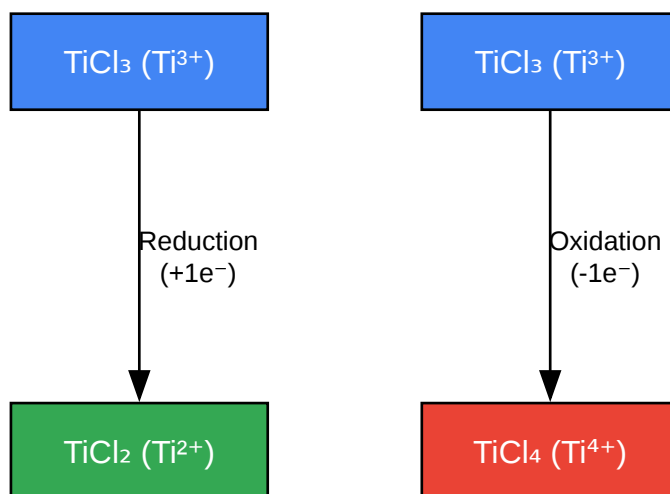 TiCl₃ (Ti³⁺)
TiCl₃ (Ti³⁺)
Reduction
(+1e⁻)
Oxidation
(-1e⁻)
TiCl₂ (Ti²⁺)
TiCl₄ (Ti⁴⁺)